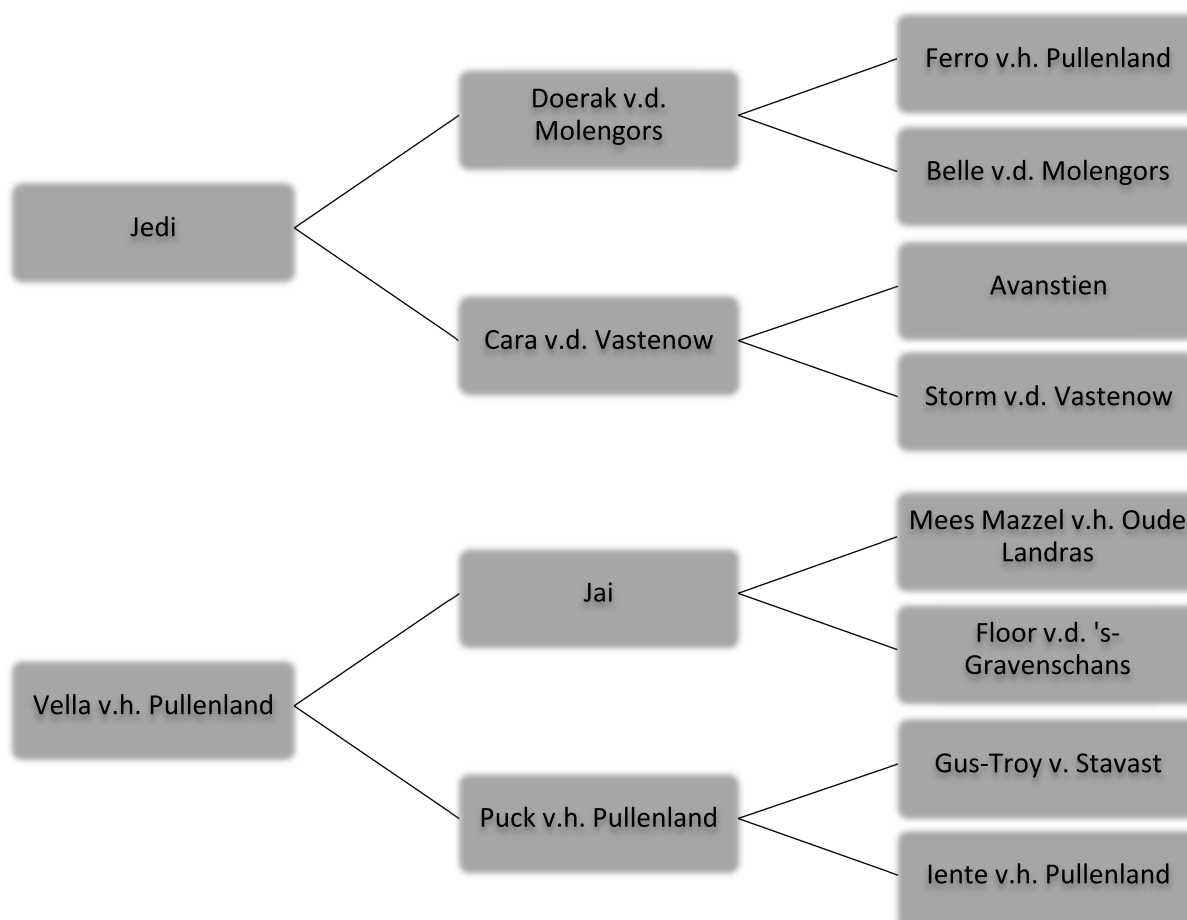 Ferro v.h. Pullenland
Doerak v.d.
Molengors
Belle v.d. Molengors
Jedi
Avanstien
Cara v.d. Vastenow
Storm v.d. Vastenow
Mees Mazzel v.h. Oude
Landras
Jai
Floor v.d. 's-
Gravenschans
Vella v.h. Pullenland
Gus-Troy v. Stavast
Puck v.h. Pullenland
Iente v.h. Pullenland